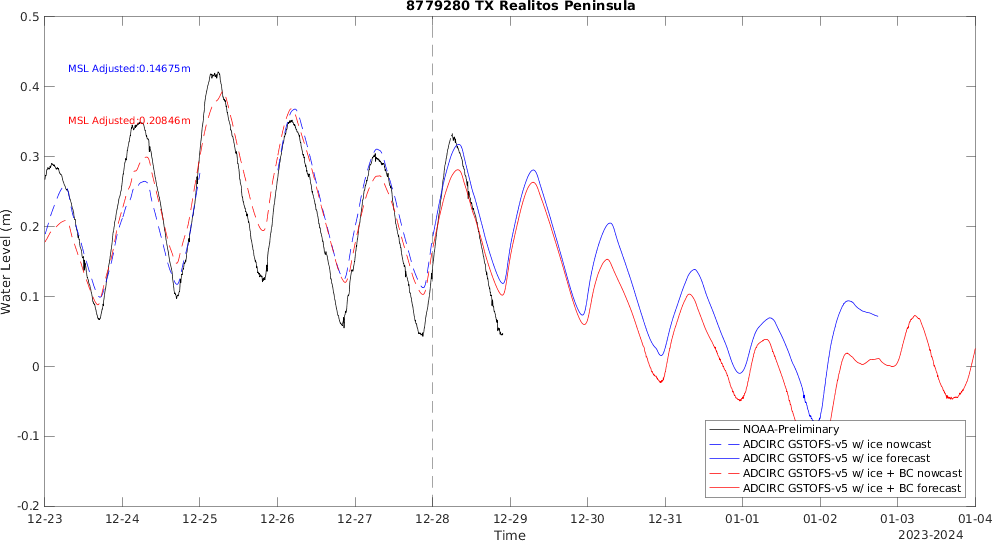 8779280 TX Realitos Peninsula
0.5
0.4
0.3
0.2
0.1
0
-0.1
-0.2
Water Level (m)
MSL Adjusted:0.14675m
MSL Adjusted:0.20846m
NOAA-Preliminary
ADCIRC GSTOFS-v5 w/ ice nowcast
ADCIRC GSTOFS-v5 w/ ice forecast
ADCIRC GSTOFS-v5 w/ ice + BC nowcast
ADCIRC GSTOFS-v5 w/ ice + BC forecast
12-23 12-24 12-25 12-26 12-27 12-28 12-29 12-30 12-31 01-01 01-02 01-03 01-04
Time
2023-2024